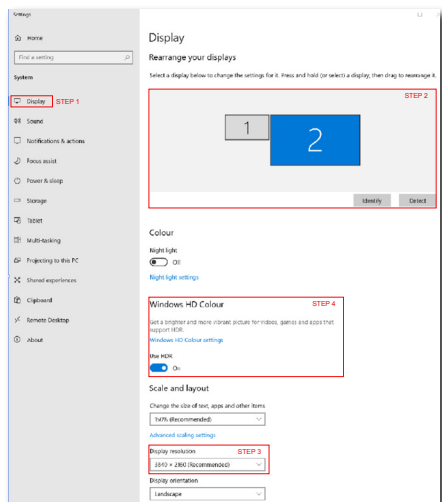 Settings
Home
Find a setting
System
Display STEP 1
Sound
Notifications & actions
Focus assist
Power & sleep
Storage
Tablet
Multi-tasking
Projecting to this PC
Shared experiences
Clipboard
Remote Desktop
About
Display
Rearrange your displays
Select a display below to change the settings for it. Press and hold (or select) a display, then drag to rearrange it.
STEP 2
1
2
Identify Detect
Colour
Night light
Off
Night light settings
Windows HD Colour STEP 4
Get a brighter and more vibrant picture for videos, games and apps that
support HDR.
Windows HD Colour settings
Use HDR
On
Scale and layout
Change the size of text, apps and other items
(Recommended)
Advanced scaling settings
Display resolution STEP 3
3840 × 2160 (Recommended)
Display orientation
Landscape